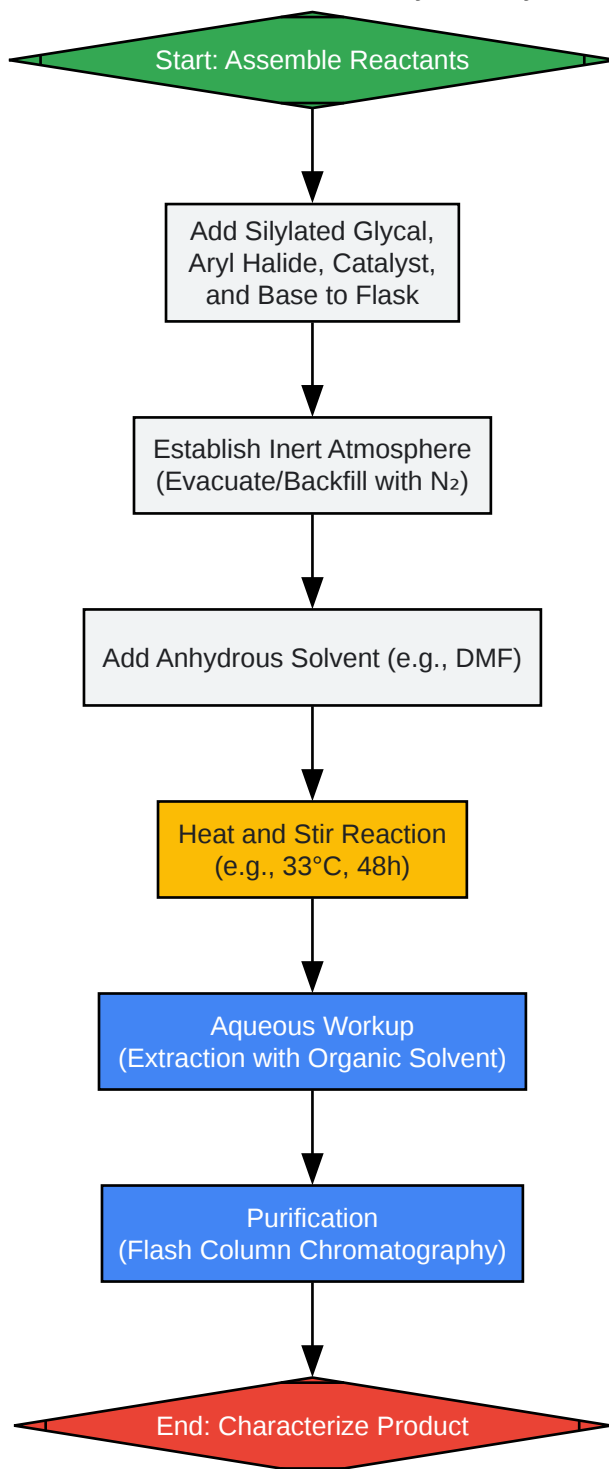 Start: Assemble Reactants
Add Silylated Glycal,
Aryl Halide, Catalyst,
and Base to Flask
Establish Inert Atmosphere
(Evacuate/Backfill with N₂)
Add Anhydrous Solvent (e.g., DMF)
Heat and Stir Reaction
(e.g., 33°C, 48h)
Aqueous Workup
(Extraction with Organic Solvent)
Purification
(Flash Column Chromatography)
End: Characterize Product